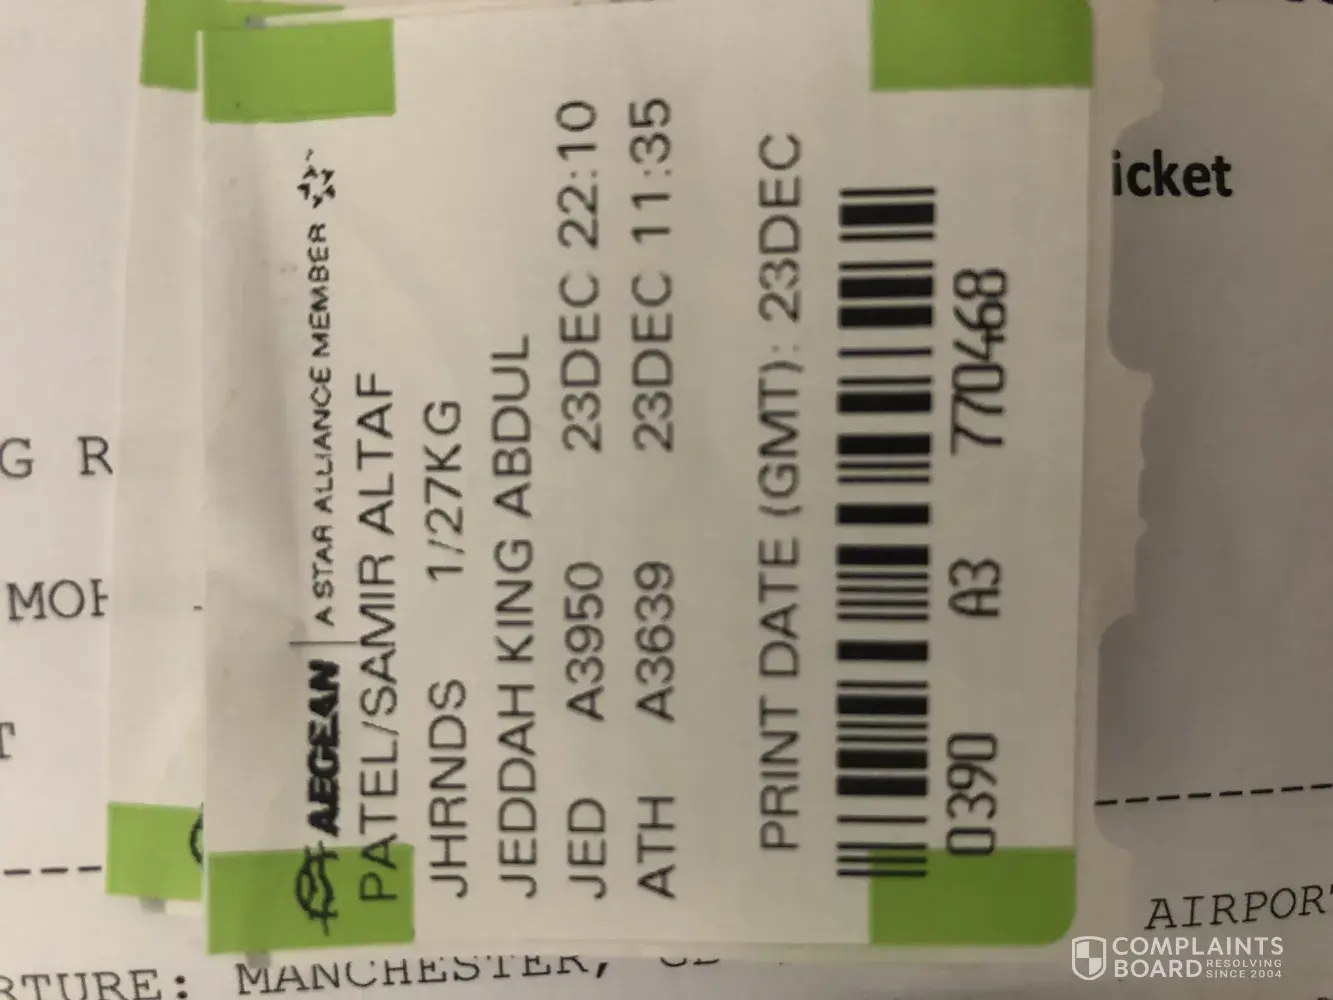 AEGEAN A STAR ALLIANCE MEMBER
PATEL/SAMIR ALTAF
JHRNDS 1/27KG
JEDDAH KING ABDUL
JED A3950 23DEC 22:10
ATH A3639 23DEC 11:35
PRINT DATE (GMT): 23DEC
0390 A3 770468
icket
G R
MOH
T
RTURE: MANCHESTER,
AIRPORT
COMPLAINTS
BOARD RESOLVING
SINCE 2004